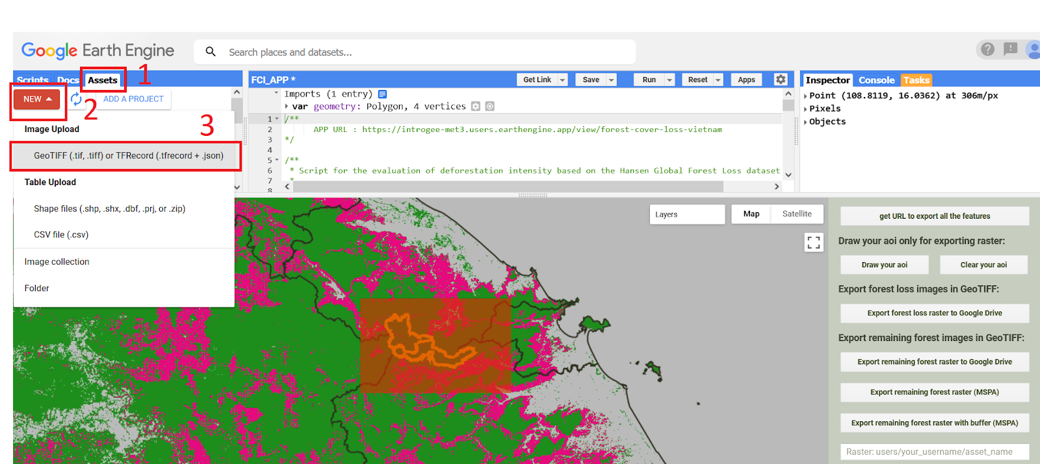 Google Earth Engine
Search places and datasets...
Scripts Docs Assets 1
NEW
2
ADD A PROJECT
3
Image Upload
GeoTIFF (.tif, .tiff) or TFRecord (.tfrecord + .json)
Table Upload
Shape files (.shp, .shx, .dbf, .prj, or .zip)
CSV file (.csv)
Image collection
Folder
FCI_APP *
Get Link Save Run Reset Apps
Imports (1 entry)
var geometry: Polygon, 4 vertices
1 /**
2 APP URL : https://introgee-met3.users.earthengine.app/view/forest-cover-loss-vietnam
3 */
4
5 /**
6 * Script for the evaluation of deforestation intensity based on the Hansen Global Forest Loss dataset
7 *
8
Inspector Console Tasks
Point (108.8119, 16.0362) at 306m/px
Pixels
Objects
Layers
Map Satellite
get URL to export all the features
Draw your aoi only for exporting raster:
Draw your aoi Clear your aoi
Export forest loss images in GeoTIFF:
Export forest loss raster to Google Drive
Export remaining forest images in GeoTIFF:
Export remaining forest raster to Google Drive
Export remaining forest raster (MSPA)
Export remaining forest raster with buffer (MSPA)
Raster: users/your_username/asset_name